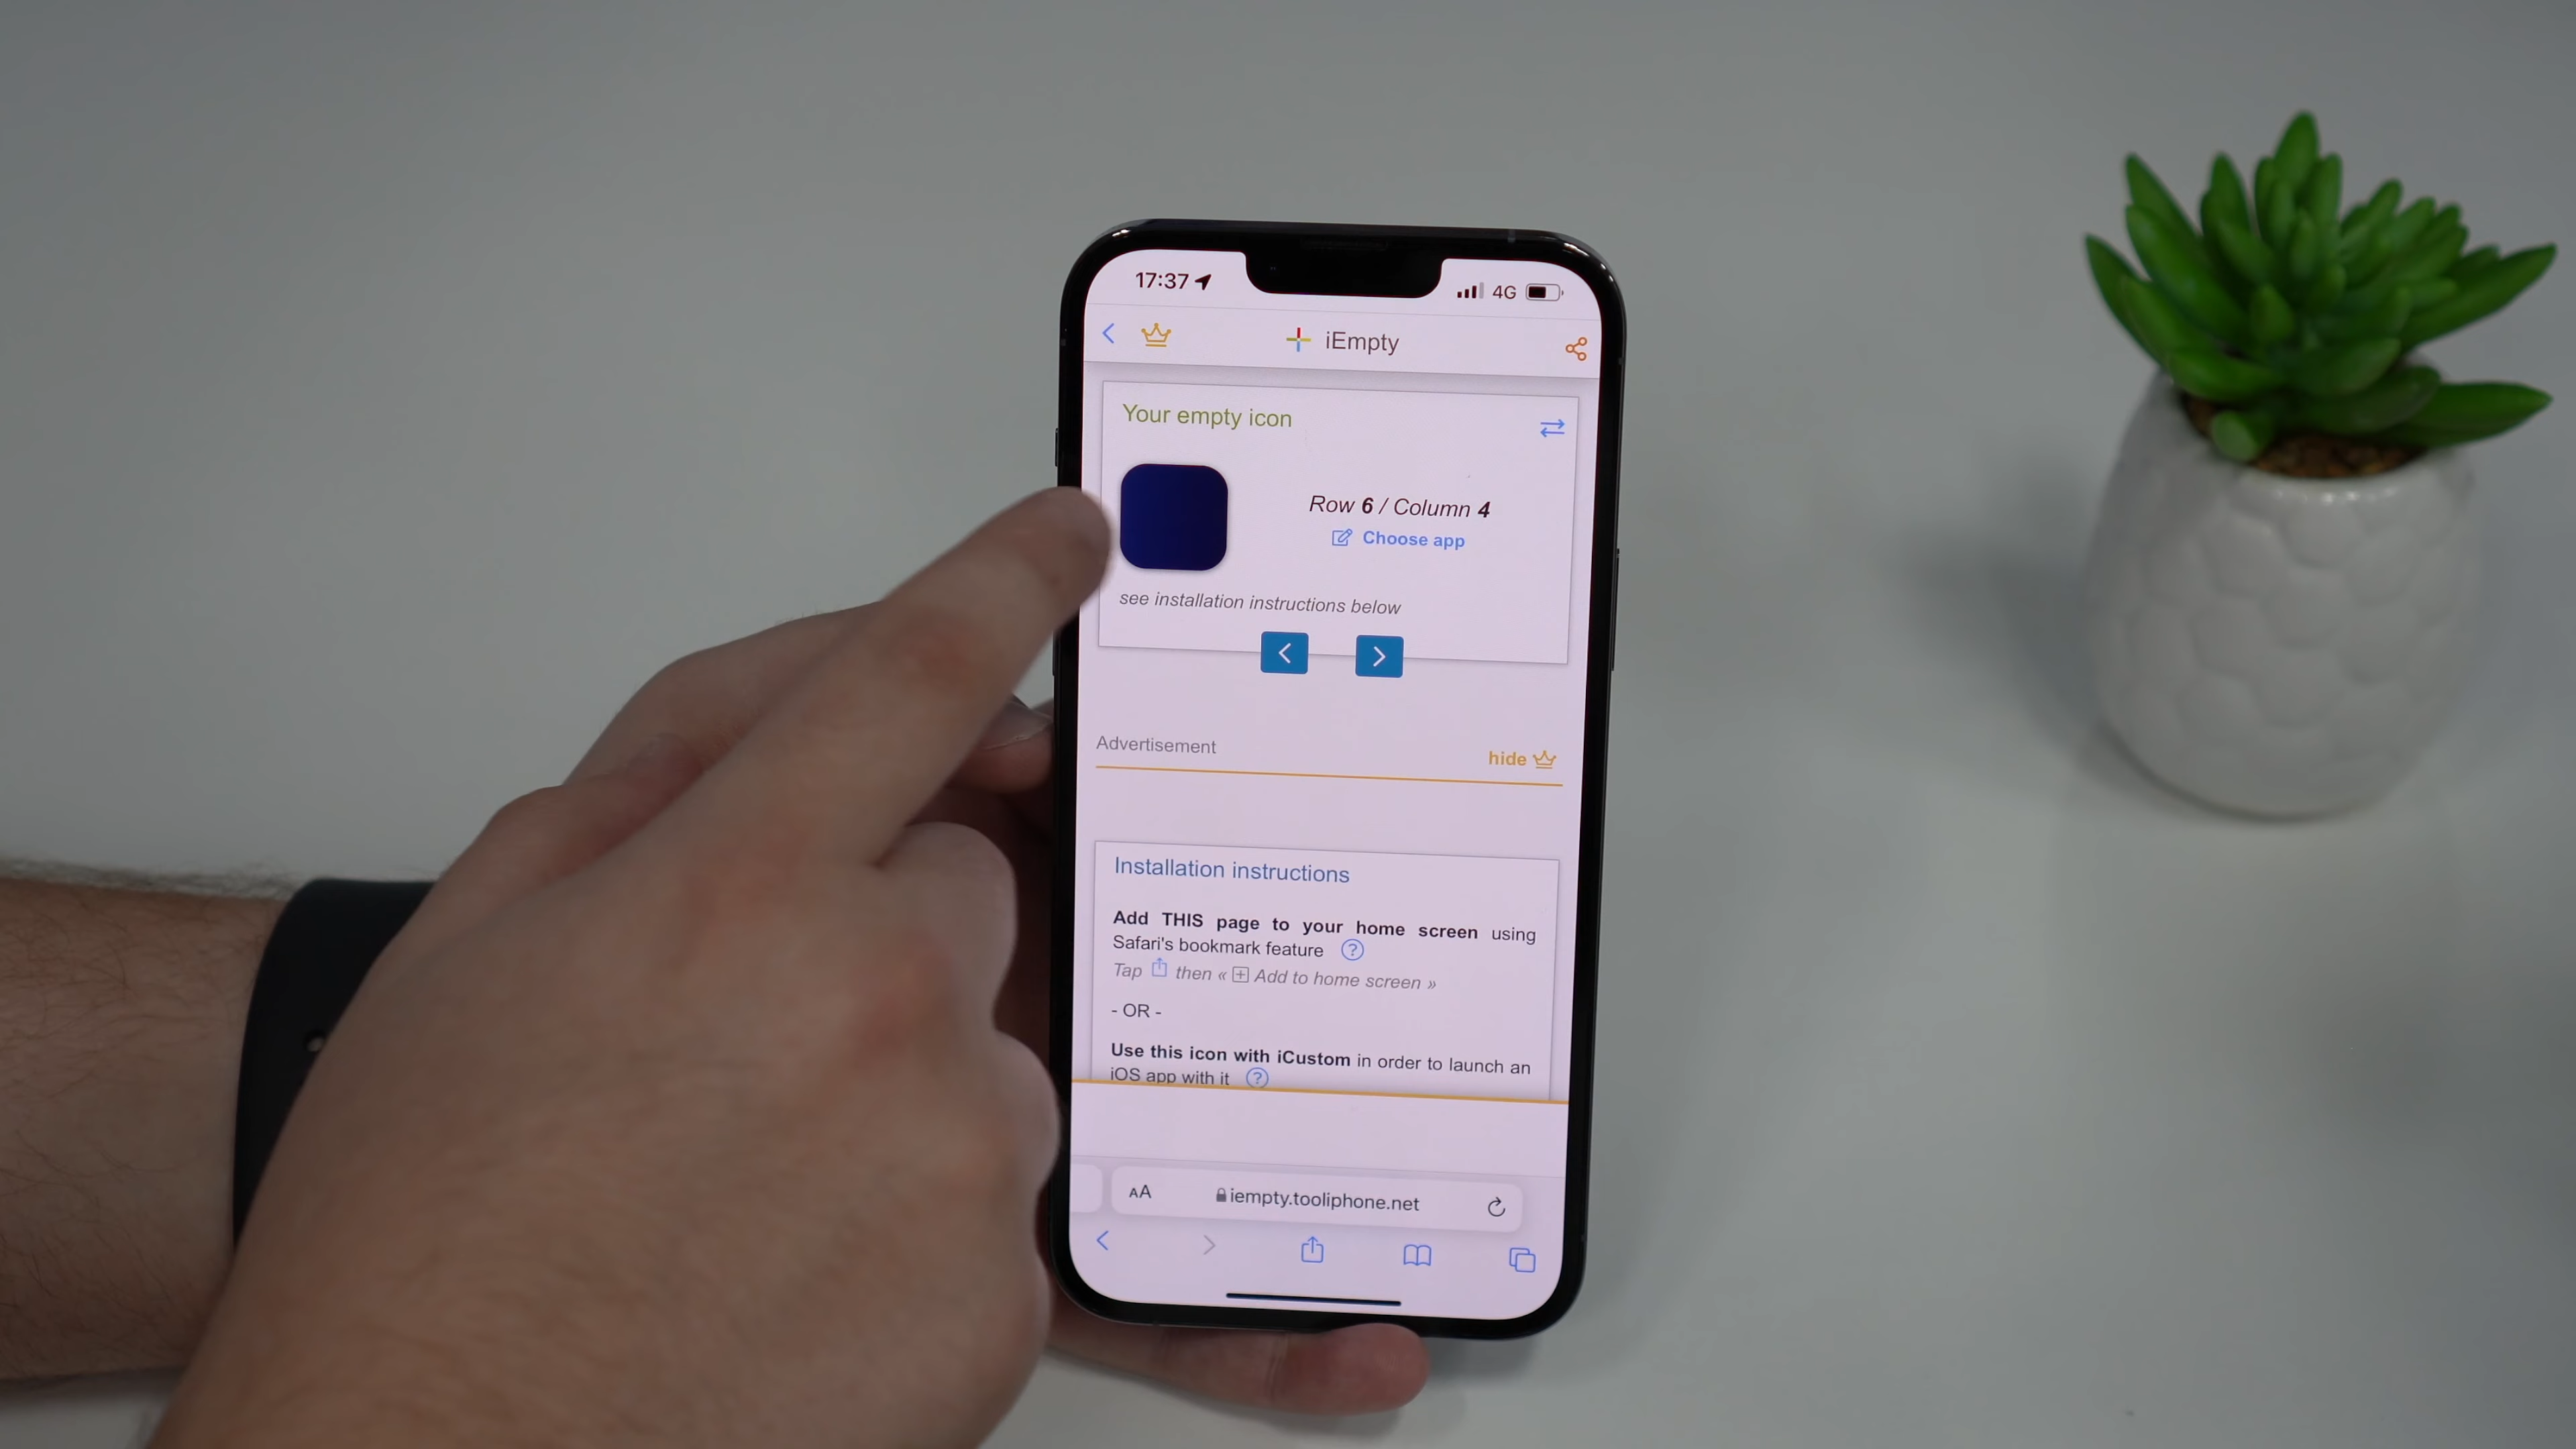 17:37
4G
iEmpty
Your empty icon
Row 6 / Column 4
Choose app
see installation instructions below
Advertisement
hide
Installation instructions
Add THIS page to your home screen using
Safari's bookmark feature ?
Tap then « Add to home screen »
- OR -
Use this icon with iCustom in order to launch an
iOS app with it ?
AA iempty.tooliphone.net